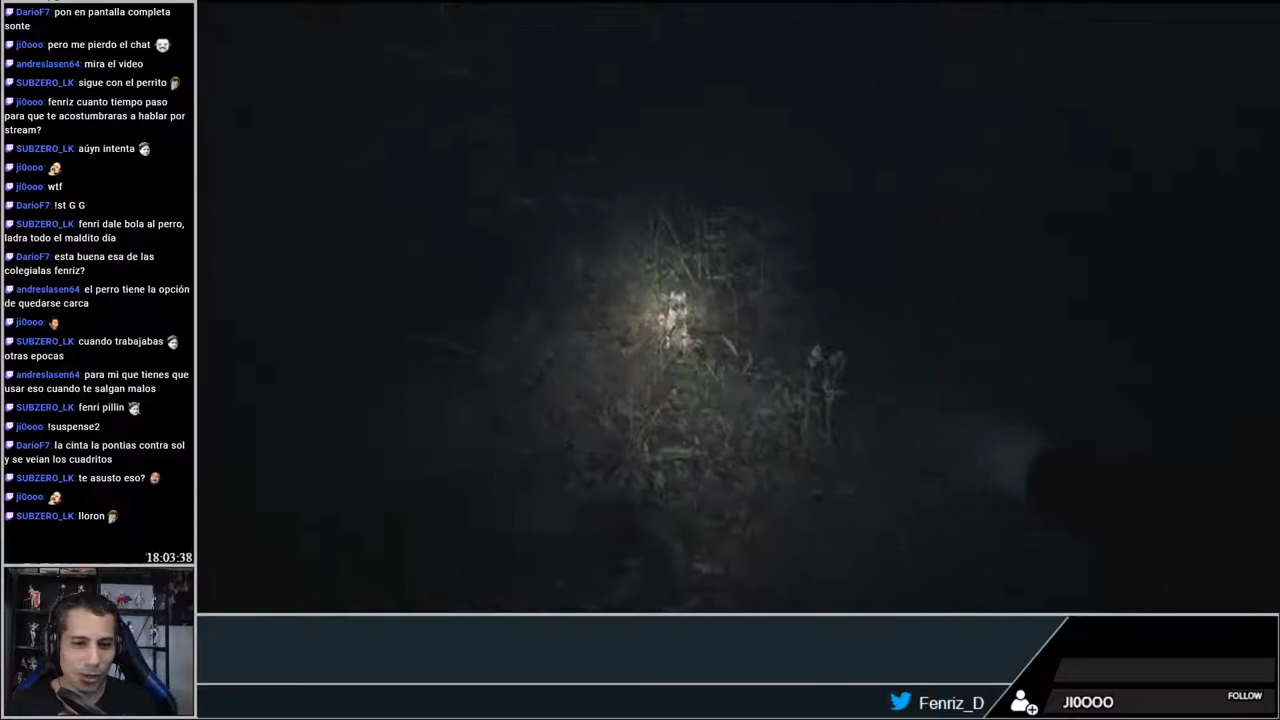 DarioF7: pon en pantalla completa
sonte
ji0ooo: pero me pierdo el chat
andreslasen64: mira el video
SUBZERO_LK: sigue con el perrito
ji0ooo: fenriz cuanto tiempo paso
para que te acostumbraras a hablar por
stream?
SUBZERO_LK: aúyn intenta
ji0ooo:
ji0ooo: wtf
DarioF7: !st G G
SUBZERO_LK: fenri dale bola al perro,
ladra todo el maldito día
DarioF7: esta buena esa de las
colegialas fenriz?
andreslasen64: el perro tiene la opción
de quedarse carca
ji0ooo:
SUBZERO_LK: cuando trabajabas
otras epocas
andreslasen64: para mi que tienes que
usar eso cuando te salgan malos
SUBZERO_LK: fenri pillin
ji0ooo: !suspense2
DarioF7: la cinta la pontias contra sol
y se veian los cuadritos
SUBZERO_LK: te asusto eso?
ji0ooo:
SUBZERO_LK: lloron
18:03:38
Fenriz_D
JI0OOO
FOLLOW